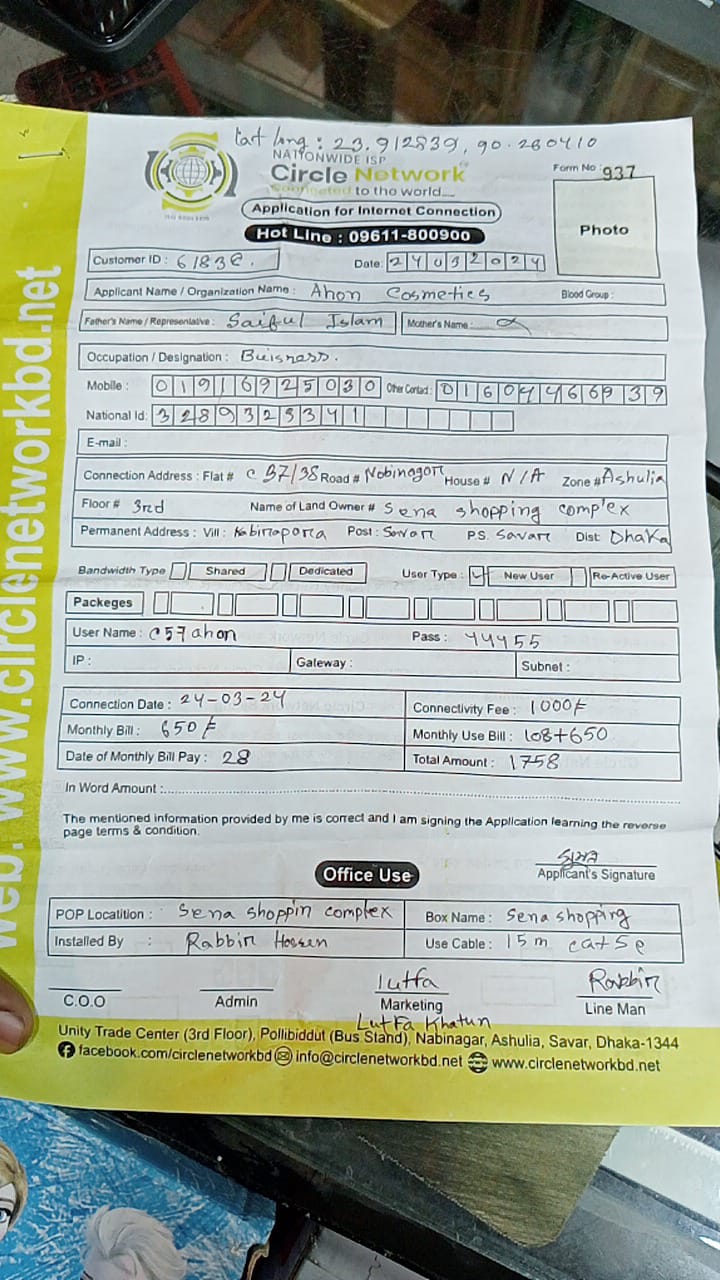 Lat long : 23.912839, 90.260410
NATIONWIDE ISP
Circle Network
Connected to the world....
Form No : 937
Application for Internet Connection
Hot Line : 09611-800900
Photo
Customer ID : 6183 Date: 24032024
Applicant Name / Organization Name : Ahon Cosmetics Blood Group :
Father's Name / Representative : Saiful Islam Mother's Name :
Occupation / Designation : Buisness.
Mobile : 01916925030 Other Contact : 01604466939
National Id: 3289325341
E-mail :
Connection Address : Flat # C 37/38 Road # Nobinagor House # N/A Zone # Ashulia
Floor # 3rd Name of Land Owner # Sena shopping complex
Permanent Address : Vill: Post : Savar P.S. Savar Dist: Dhaka
Bandwidth Type Shared Dedicated User Type : New User Re-Active User
Packeges
User Name : c57ahon Pass : 44455
IP : Galeway : Subnet :
Connection Date : 24-03-24 Connectivity Fee : 1000/-
Monthly Bill : 650/- Monthly Use Bill : 108+650
Date of Monthly Bill Pay : 28 Total Amount : 1758
In Word Amount :
The mentioned information provided by me is correct and I am signing the Application learning the reverse
page terms & condition.
Applicant's Signature
Office Use
POP Locatition : Sena shoppin complex Box Name : Sena shopping
Installed By : Rabbir Hossen Use Cable : 15m cat5e
lutfa Rabbir
C.O.O Admin Marketing Line Man
Lutfa Khatun
Unity Trade Center (3rd Floor), Pollibiddut (Bus Stand), Nabinagar, Ashulia, Savar, Dhaka-1344
facebook.com/circlenetworkbd info@circlenetworkbd.net www.circlenetworkbd.net
web: www.circlenetworkbd.net